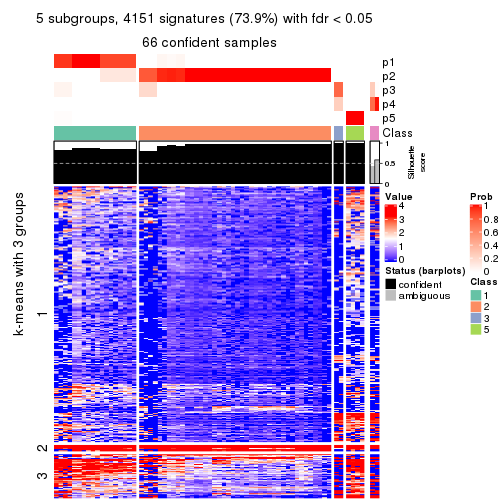 5 subgroups, 4151 signatures (73.9%) with fdr < 0.05
66 confident samples
p1
p2
p3
p4
p5
Class
1
0.5
0
Silhouette
score
k-means with 3 groups
1
2
3
Value
4
3
2
1
0
Status (barplots)
confident
ambiguous
Prob
1
0.8
0.6
0.4
0.2
0
Class
1
2
3
5